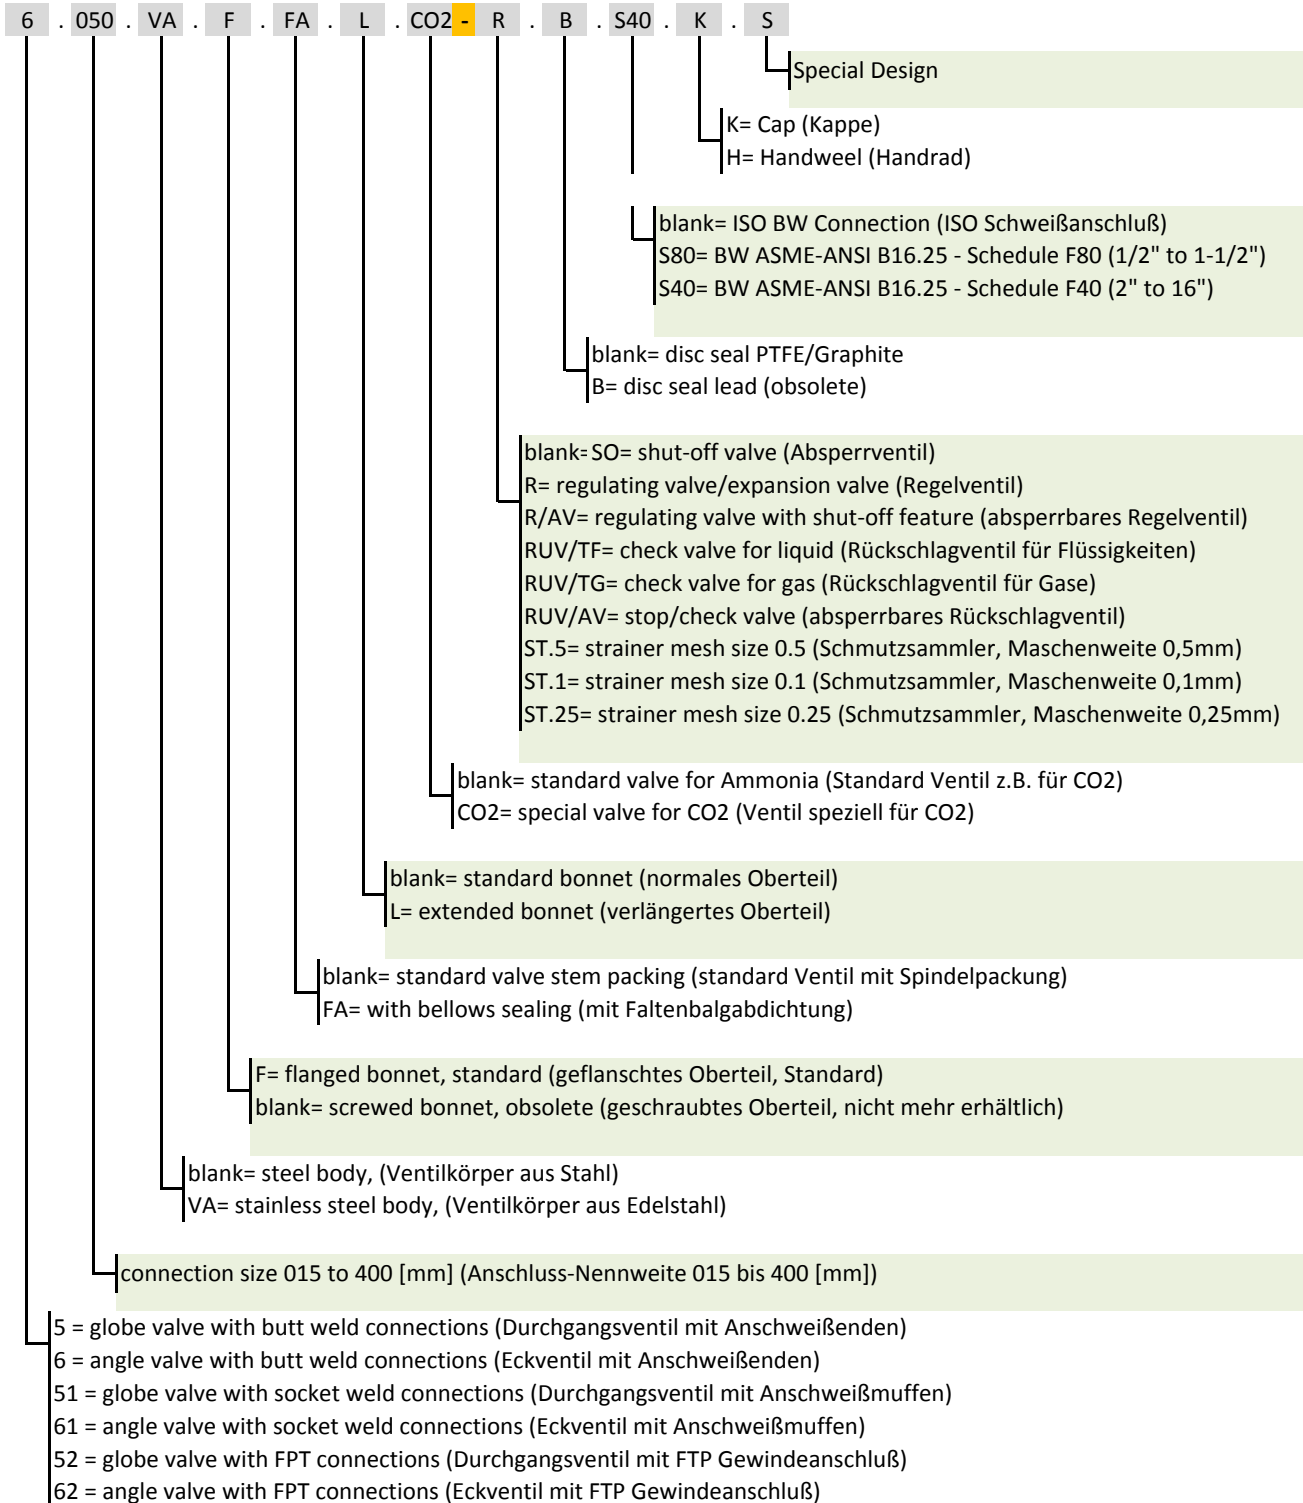 6 . 050 . VA . F . FA . L . CO2 - R . B . S40 . K . S
Special Design
K= Cap (Kappe)
H= Handweel (Handrad)
blank= ISO BW Connection (ISO Schweißanschluß)
S80= BW ASME-ANSI B16.25 - Schedule F80 (1/2" to 1-1/2")
S40= BW ASME-ANSI B16.25 - Schedule F40 (2" to 16")
blank= disc seal PTFE/Graphite
B= disc seal lead (obsolete)
blank= SO= shut-off valve (Absperrventil)
R= regulating valve/expansion valve (Regelventil)
R/AV= regulating valve with shut-off feature (absperrbares Regelventil)
RUV/TF= check valve for liquid (Rückschlagventil für Flüssigkeiten)
RUV/TG= check valve for gas (Rückschlagventil für Gase)
RUV/AV= stop/check valve (absperrbares Rückschlagventil)
ST.5= strainer mesh size 0.5 (Schmutzsammler, Maschenweite 0,5mm)
ST.1= strainer mesh size 0.1 (Schmutzsammler, Maschenweite 0,1mm)
ST.25= strainer mesh size 0.25 (Schmutzsammler, Maschenweite 0,25mm)
blank= standard valve for Ammonia (Standard Ventil z.B. für CO2)
CO2= special valve for CO2 (Ventil speziell für CO2)
blank= standard bonnet (normales Oberteil)
L= extended bonnet (verlängertes Oberteil)
blank= standard valve stem packing (standard Ventil mit Spindelpackung)
FA= with bellows sealing (mit Faltenbalgabdichtung)
F= flanged bonnet, standard (geflanschtes Oberteil, Standard)
blank= screwed bonnet, obsolete (geschraubtes Oberteil, nicht mehr erhältlich)
blank= steel body, (Ventilkörper aus Stahl)
VA= stainless steel body, (Ventilkörper aus Edelstahl)
connection size 015 to 400 [mm] (Anschluss-Nennweite 015 bis 400 [mm])
5 = globe valve with butt weld connections (Durchgangsventil mit Anschweißenden)
6 = angle valve with butt weld connections (Eckventil mit Anschweißenden)
51 = globe valve with socket weld connections (Durchgangsventil mit Anschweißmuffen)
61 = angle valve with socket weld connections (Eckventil mit Anschweißmuffen)
52 = globe valve with FPT connections (Durchgangsventil mit FTP Gewindeanschluß)
62 = angle valve with FPT connections (Eckventil mit FTP Gewindeanschluß)